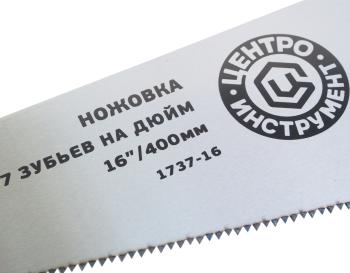 НОЖОВКА
7 ЗУБЬЕВ НА ДЮЙМ
16"/400мм
1737-16
ЦЕНТРО
ИНСТРУМЕНТ